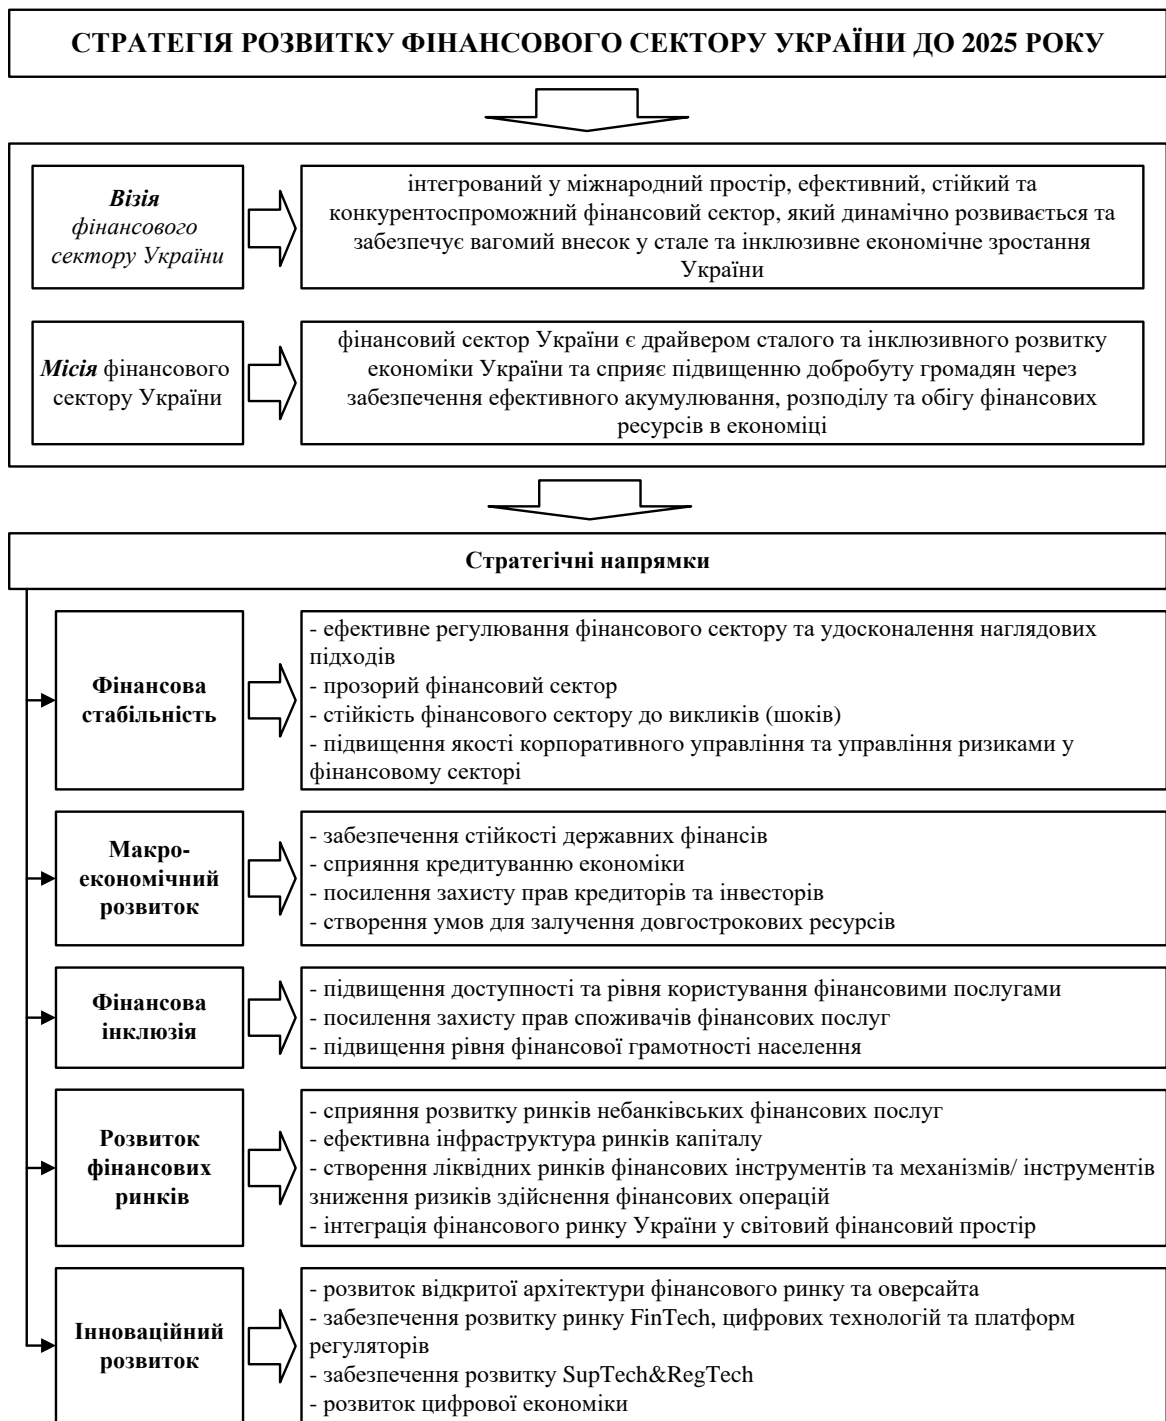 СТРАТЕГІЯ РОЗВИТКУ ФІНАНСОВОГО СЕКТОРУ УКРАЇНИ ДО 2025 РОКУ
Візія
фінансового
сектору України
інтегрований у міжнародний простір, ефективний, стійкий та
конкурентоспроможний фінансовий сектор, який динамічно розвивається та
забезпечує вагомий внесок у стале та інклюзивне економічне зростання
України
Місія фінансового
сектору України
фінансовий сектор України є драйвером сталого та інклюзивного розвитку
економіки України та сприяє підвищенню добробуту громадян через
забезпечення ефективного акумулювання, розподілу та обігу фінансових
ресурсів в економіці
Стратегічні напрямки
Фінансова
стабільність
- ефективне регулювання фінансового сектору та удосконалення наглядових
підходів
- прозорий фінансовий сектор
- стійкість фінансового сектору до викликів (шоків)
- підвищення якості корпоративного управління та управління ризиками у
фінансовому секторі
Макро-
економічний
розвиток
- забезпечення стійкості державних фінансів
- сприяння кредитуванню економіки
- посилення захисту прав кредиторів та інвесторів
- створення умов для залучення довгострокових ресурсів
Фінансова
інклюзія
- підвищення доступності та рівня користування фінансовими послугами
- посилення захисту прав споживачів фінансових послуг
- підвищення рівня фінансової грамотності населення
Розвиток
фінансових
ринків
- сприяння розвитку ринків небанківських фінансових послуг
- ефективна інфраструктура ринків капіталу
- створення ліквідних ринків фінансових інструментів та механізмів/ інструментів
зниження ризиків здійснення фінансових операцій
- інтеграція фінансового ринку України у світовий фінансовий простір
Інноваційний
розвиток
- розвиток відкритої архітектури фінансового ринку та оверсайта
- забезпечення розвитку ринку FinTech, цифрових технологій та платформ
регуляторів
- забезпечення розвитку SupTech&RegTech
- розвиток цифрової економіки